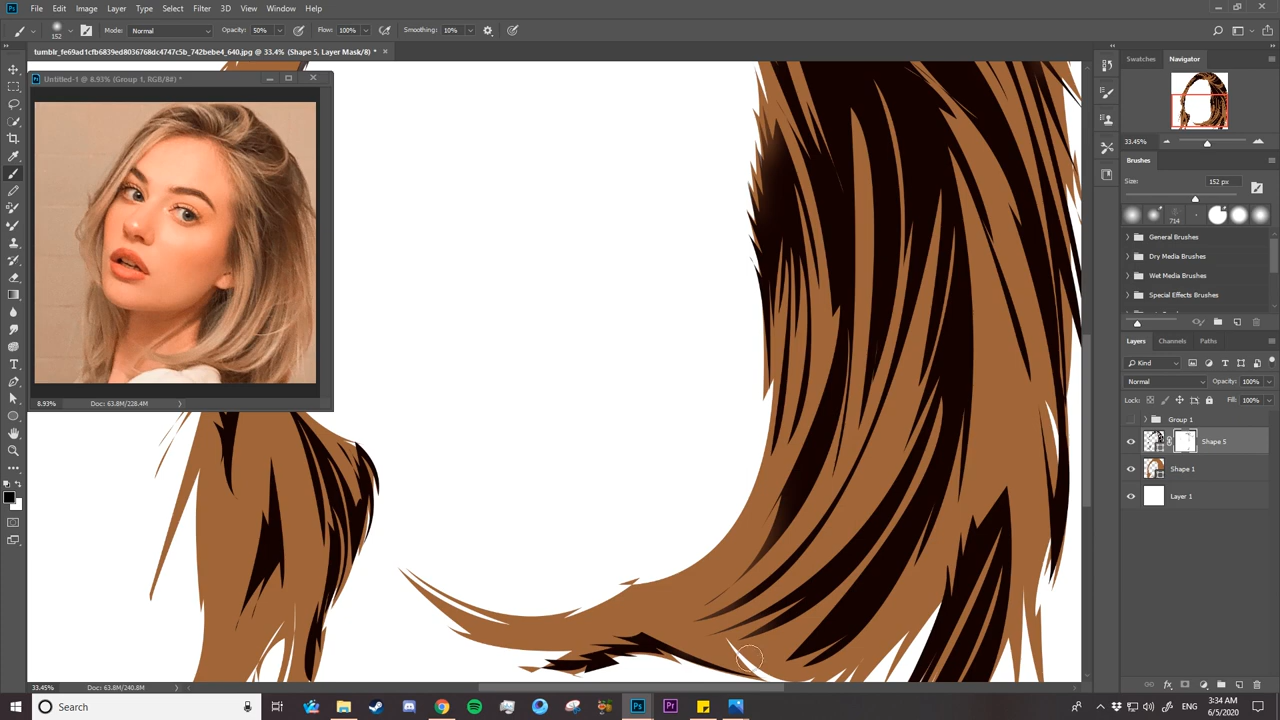 File Edit Image Layer Type Select Filter 3D View Window Help
152 Mode: Normal Opacity: 50% Flow: 100% Smoothing: 10%
tumblr_fe69ad1cfb6839ed8036768dc4747c5b_742bebe4_640.jpg @ 33.4% (Shape 5, Layer Mask/8) *
Untitled-1 @ 8.93% (Group 1, RGB/8#) *
8.93% Doc: 63.8M/228.4M
Swatches Navigator
33.45%
Brushes
Size: 152 px
714
General Brushes
Dry Media Brushes
Wet Media Brushes
Special Effects Brushes
Layers Channels Paths
Kind
Normal Opacity: 100%
Lock: Fill: 100%
Group 1
Shape 5
Shape 1
Layer 1
33.45% Doc: 63.8M/240.8M
Search
ENG 3:34 AM
6/5/2020